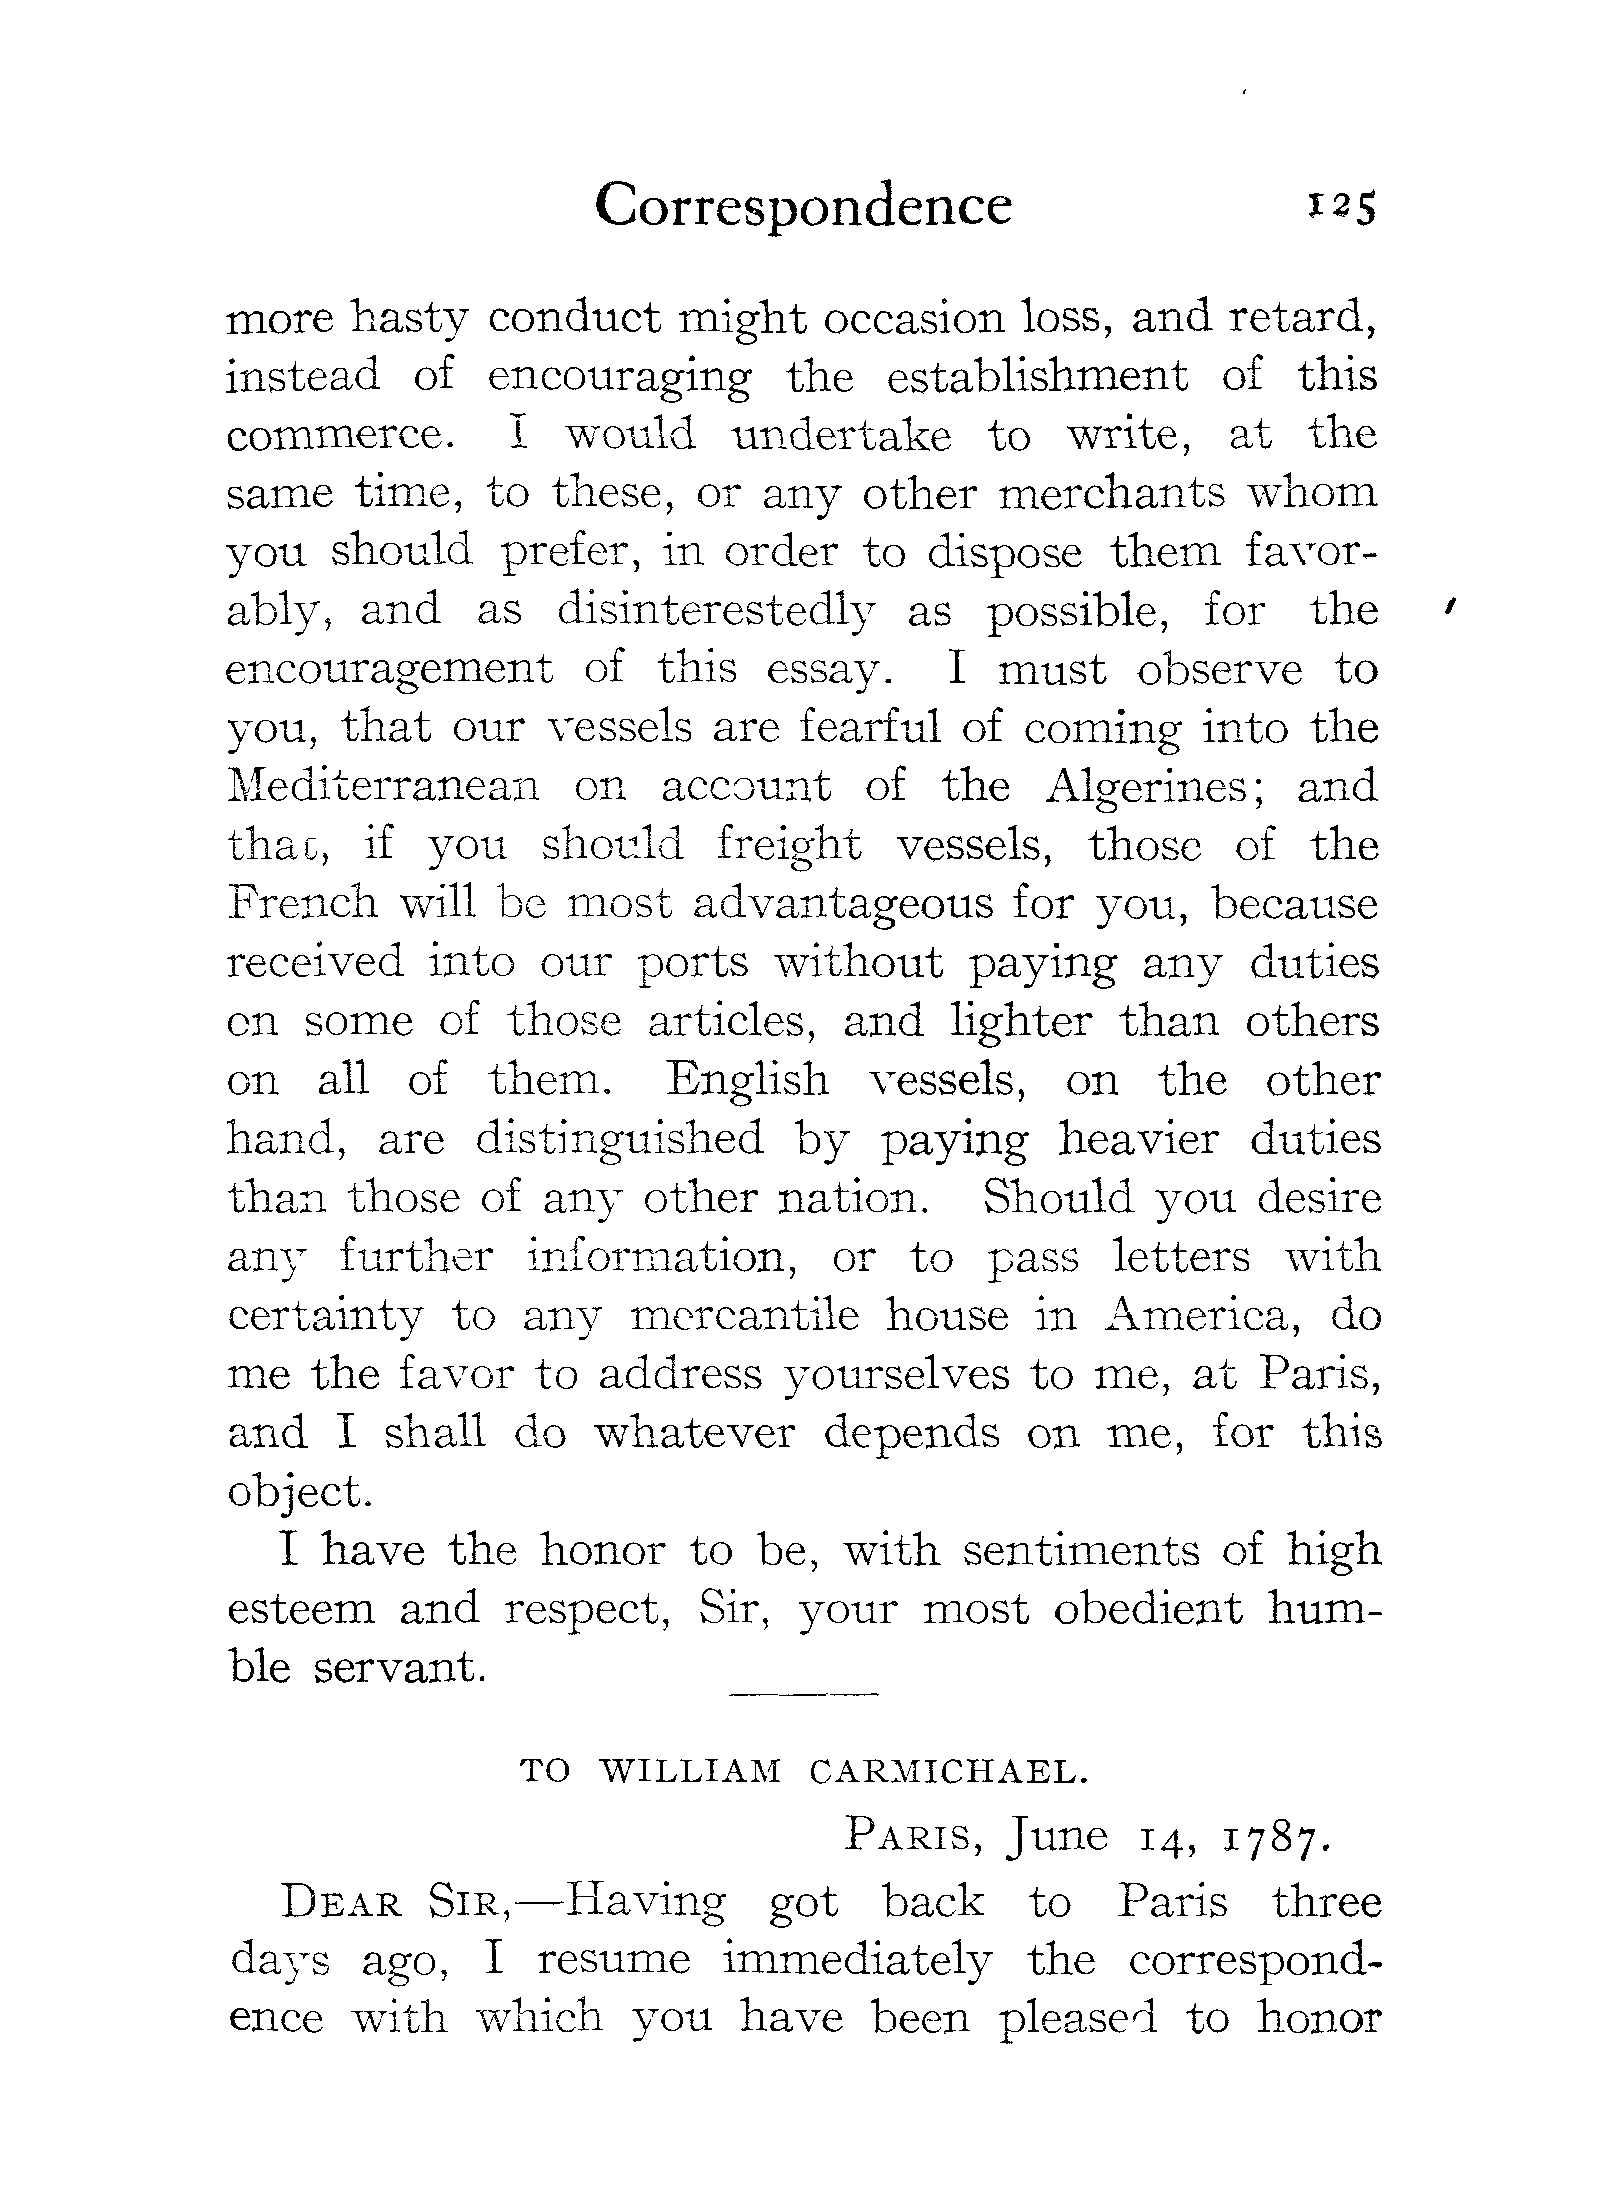 Correspondence 125
more hasty conduct might occasion loss, and retard,
instead of encouraging the establishment of this
commerce. I would undertake to write, at the
same time, to these, or any other merchants whom
you should prefer, in order to dispose them favor-
ably, and as disinterestedly as possible, for the
encouragement of this essay. I must observe to
you, that our vessels are fearful of coming into the
Mediterranean on account of the Algerines; and
that, if you should freight vessels, those of the
French will be most advantageous for you, because
received into our ports without paying any duties
on some of those articles, and lighter than others
on all of them. English vessels, on the other
hand, are distinguished by paying heavier duties
than those of any other nation. Should you desire
any further information, or to pass letters with
certainty to any mercantile house in America, do
me the favor to address yourselves to me, at Paris,
and I shall do whatever depends on me, for this
object.
I have the honor to be, with sentiments of high
esteem and respect, Sir, your most obedient hum-
ble servant.
TO WILLIAM CARMICHAEL.
PARIS, June 14, 1787.
DEAR SIR,—Having got back to Paris three
days ago, I resume immediately the correspond-
ence with which you have been pleased to honor